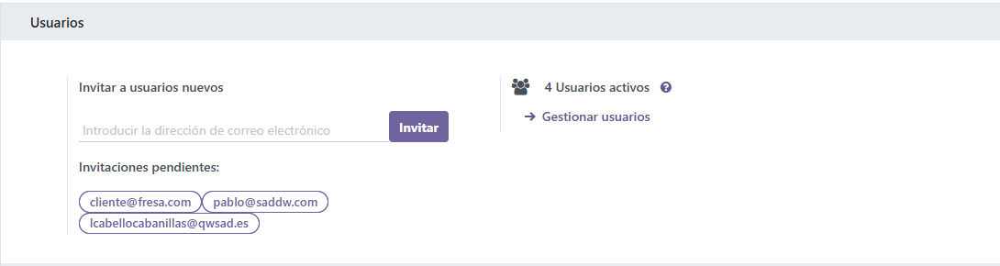 Usuarios
Invitar a usuarios nuevos
Introducir la dirección de correo electrónico
Invitar
Invitaciones pendientes:
cliente@fresa.com pablo@saddw.com
lcabellocabanillas@qwsad.es
4 Usuarios activos ?
→ Gestionar usuarios